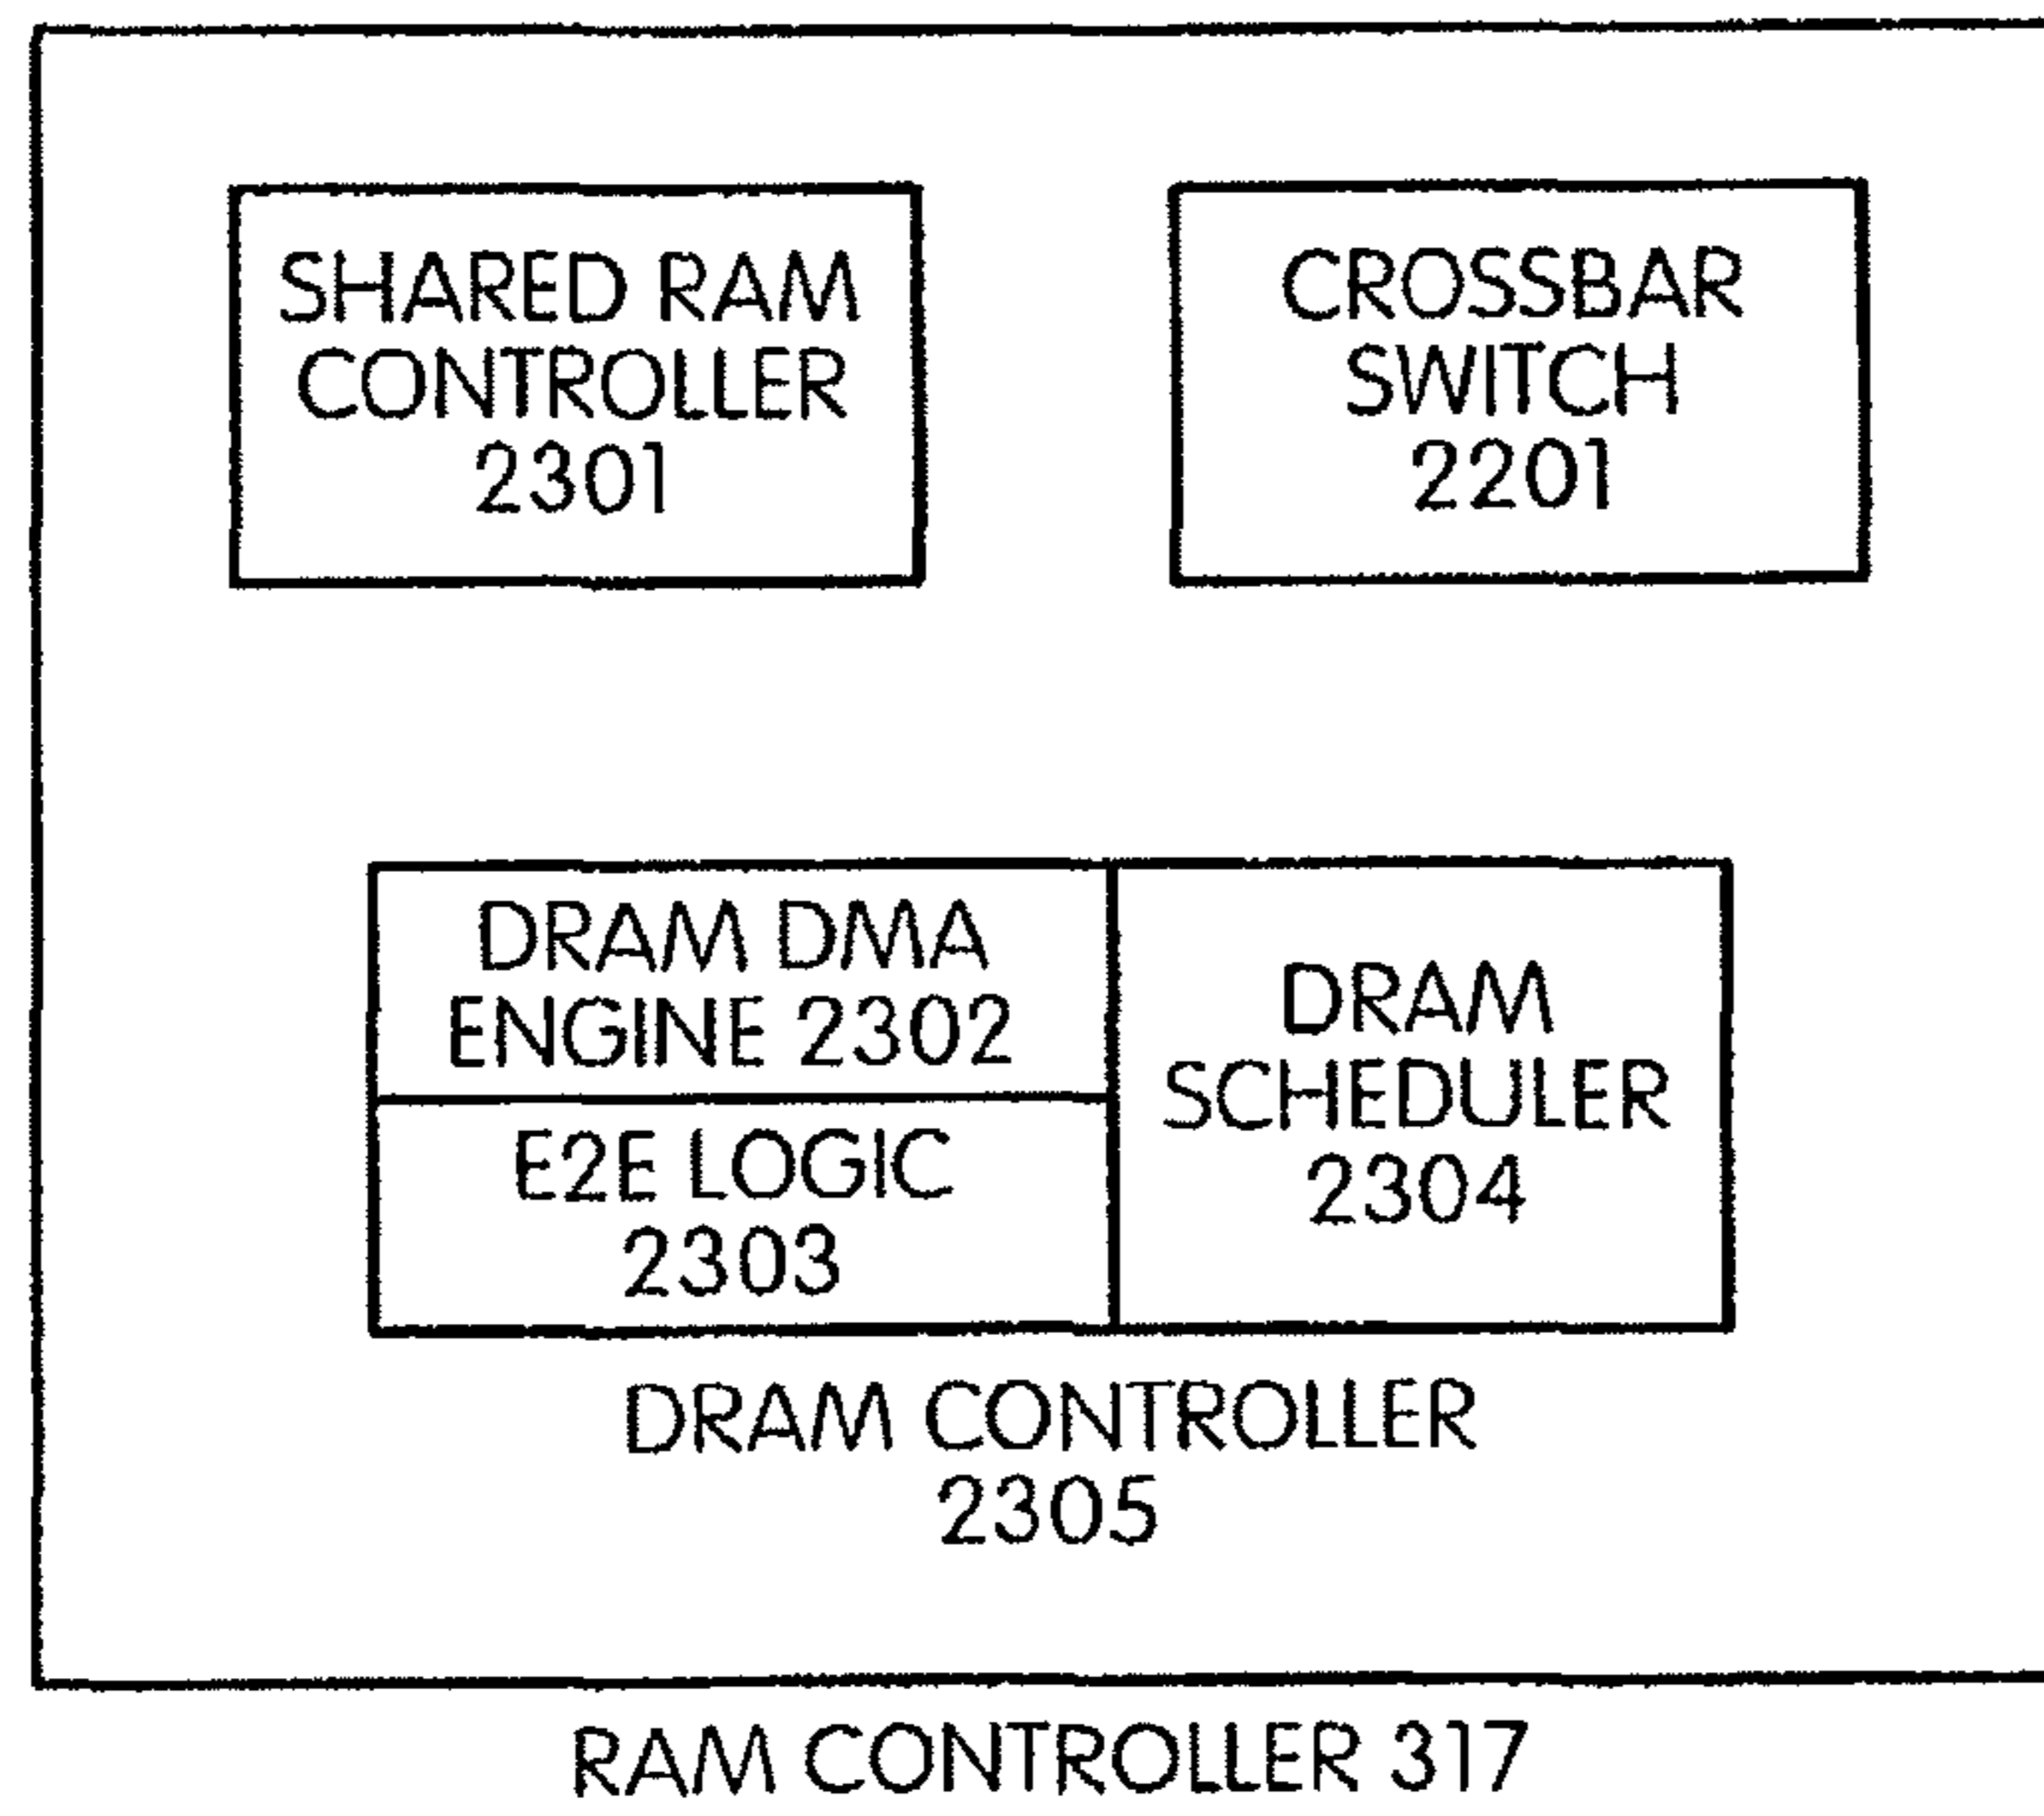 SHARED RAM
CONTROLLER
2301
CROSSBAR
SWITCH
2201
DRAM DMA
ENGINE 2302
E2E LOGIC
2303
DRAM
SCHEDULER
2304
DRAM CONTROLLER
2305
RAM CONTROLLER 317